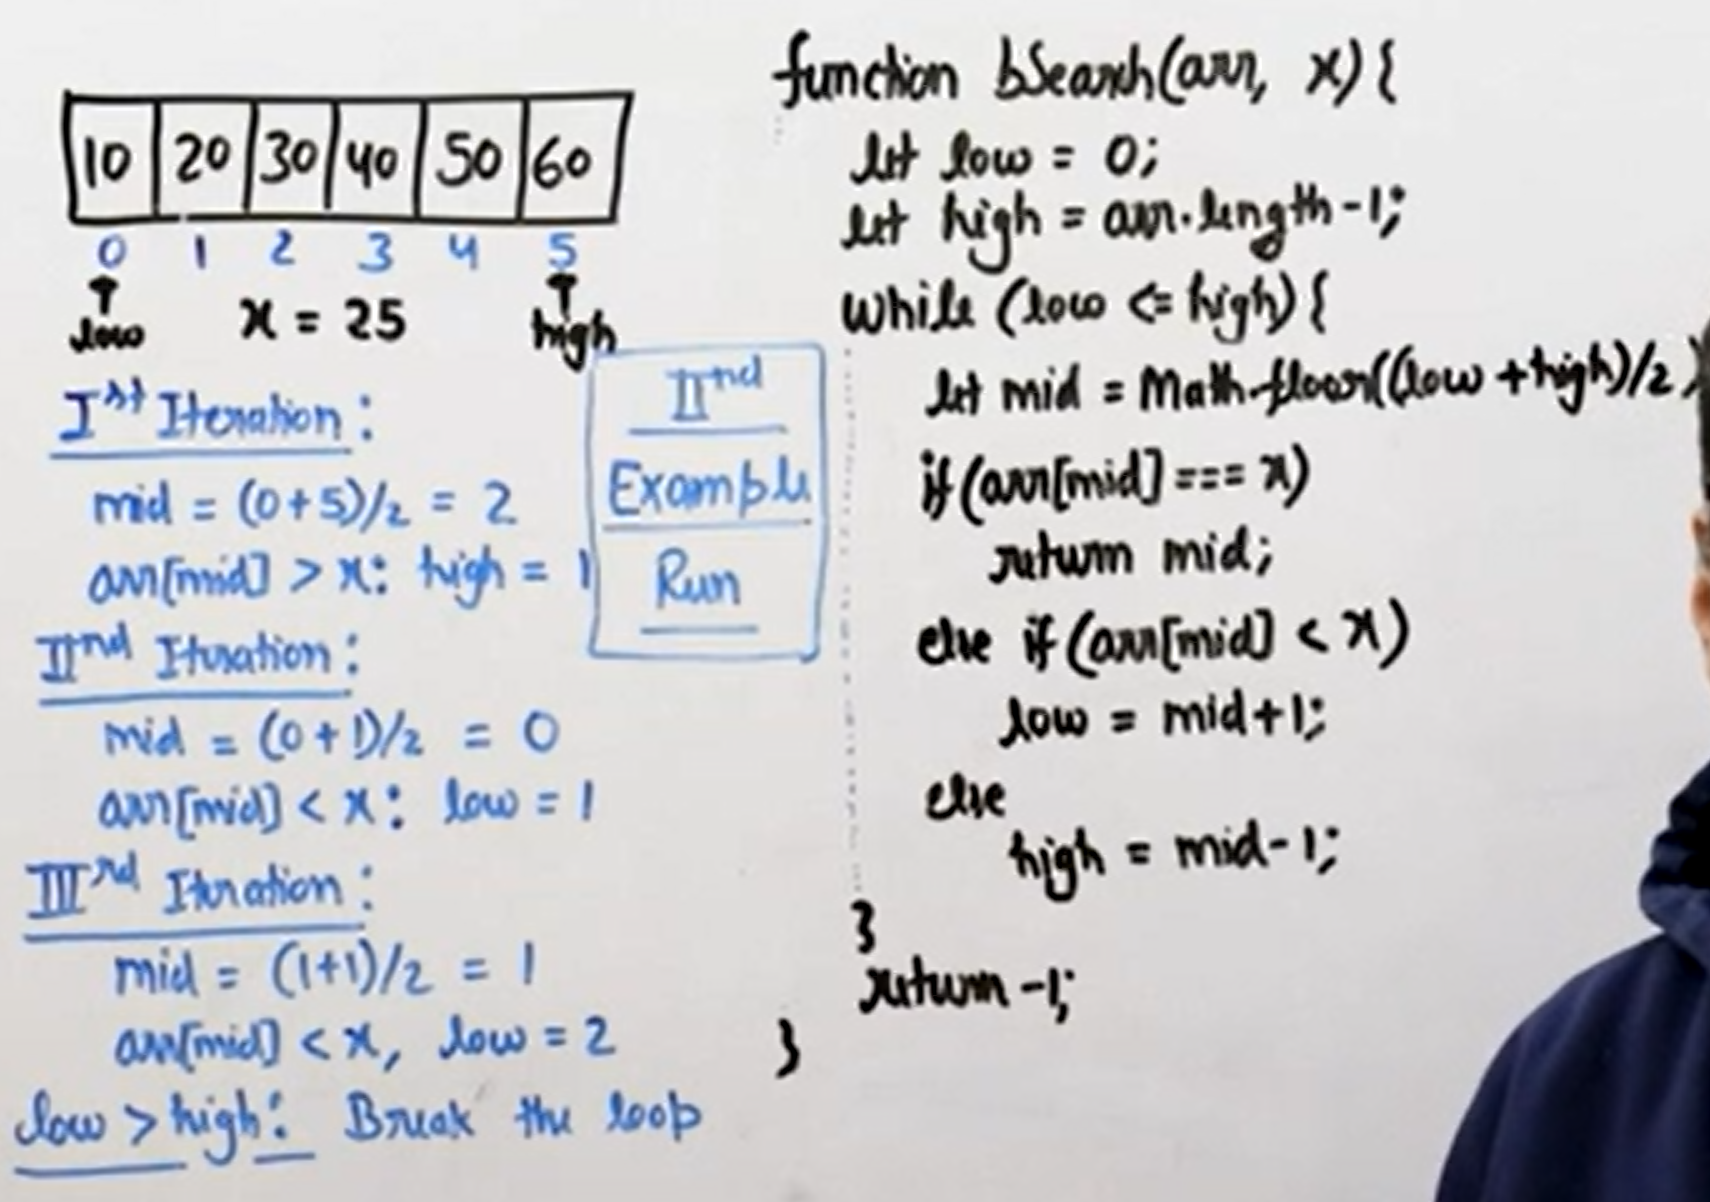 10 20 30 40 50 60
0 1 2 3 4 5
low x = 25 high
Ist Iteration:
mid = (0+5)/2 = 2
arr[mid] > x: high = 1
IInd Iteration:
mid = (0+1)/2 = 0
arr[mid] < x: low = 1
IIIrd Iteration:
mid = (1+1)/2 = 1
arr[mid] < x, low = 2
low > high: Break the loop
IInd
Example
Run
function bSearch(arr, x) {
let low = 0;
let high = arr.length-1;
while (low <= high) {
let mid = Math.floor((low + high)/2)
if (arr[mid] === x)
return mid;
else if (arr[mid] < x)
low = mid+1;
else
high = mid-1;
}
return -1;
}